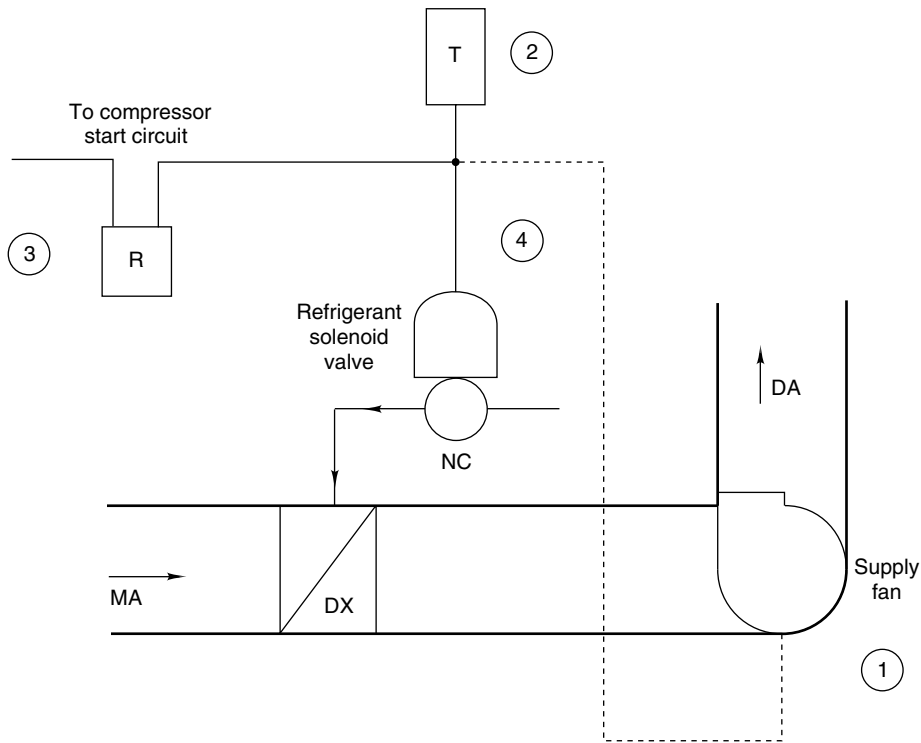 T
2
To compressor
start circuit
3
R
4
Refrigerant
solenoid
valve
NC
DA
MA
DX
Supply
fan
1